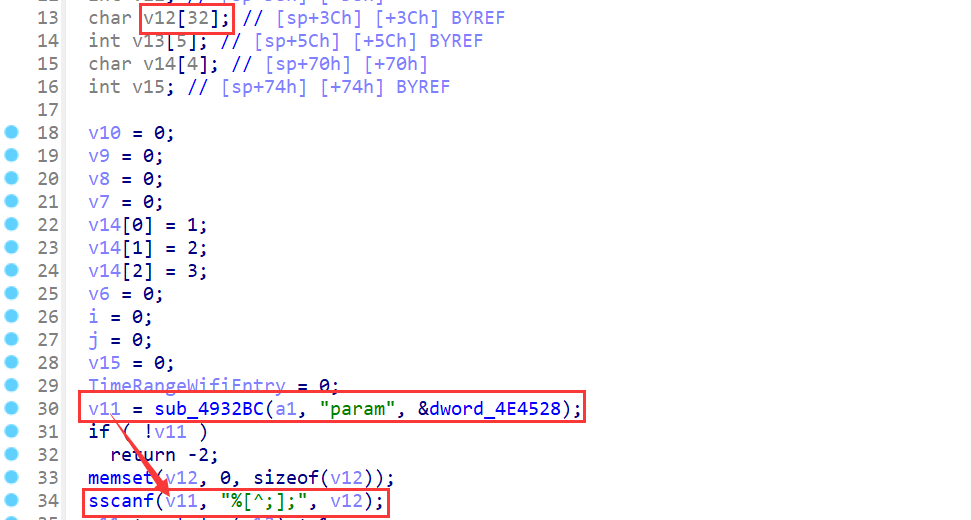 13 char v12[32]; // [sp+3Ch] [+3Ch] BYREF
14 int v13[5]; // [sp+5Ch] [+5Ch] BYREF
15 char v14[4]; // [sp+70h] [+70h]
16 int v15; // [sp+74h] [+74h] BYREF
17
18 v10 = 0;
19 v9 = 0;
20 v8 = 0;
21 v7 = 0;
22 v14[0] = 1;
23 v14[1] = 2;
24 v14[2] = 3;
25 v6 = 0;
26 i = 0;
27 j = 0;
28 v15 = 0;
29 TimeRangeWifiEntry = 0;
30 v11 = sub_4932BC(a1, "param", &dword_4E4528);
31 if ( !v11 )
32 return -2;
33 memset(v12, 0, sizeof(v12));
34 sscanf(v11, "%[^;];", v12);